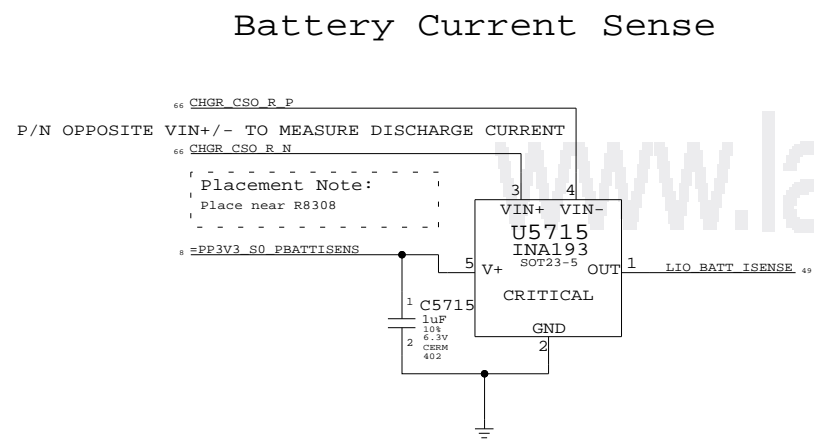 Battery Current Sense
66 CHGR_CSO_R_P
P/N OPPOSITE VIN+/- TO MEASURE DISCHARGE CURRENT
66 CHGR_CSO_R_N
Placement Note:
Place near R8308
3 4
VIN+ VIN-
U5715
INA193
SOT23-5
8 =PP3V3_S0_PBATTISENS
5 V+ OUT 1 LIO_BATT_ISENSE 49
CRITICAL
1 C5715
1uF
10%
6.3V
2 CERM
402
GND
2
www.la